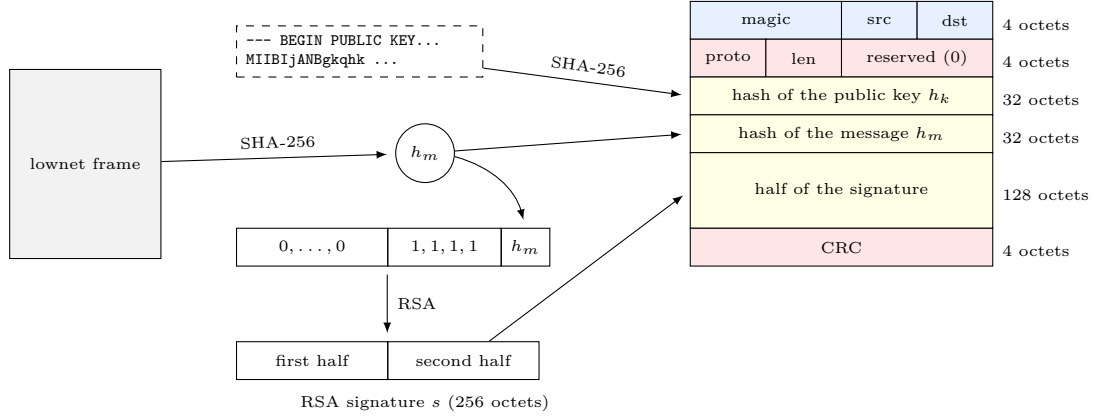 lownet frame
--- BEGIN PUBLIC KEY...
MIIBIjANBgkqhk ...
SHA-256
SHA-256
h_m
0, . . . , 0
1, 1, 1, 1
h_m
RSA
first half
second half
RSA signature s (256 octets)
magic
src
dst
4 octets
proto
len
reserved (0)
4 octets
hash of the public key h_k
32 octets
hash of the message h_m
32 octets
half of the signature
128 octets
CRC
4 octets